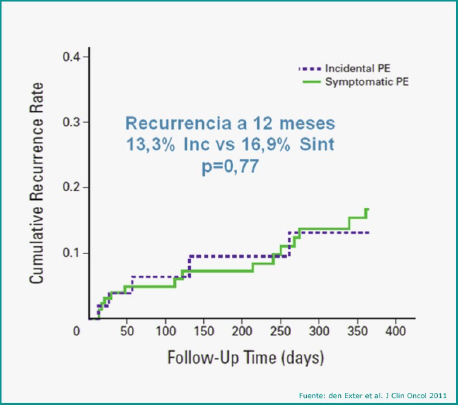 0.4
Incidental PE
Symptomatic PE
0.3
Recurrencia a 12 meses
13,3% Inc vs 16,9% Sint
p=0,77
0.2
0.1
Cumulative Recurrence Rate
0 50 100 150 200 250 300 350 400
Follow-Up Time (days)
Fuente: den Exter et al. J Clin Oncol 2011